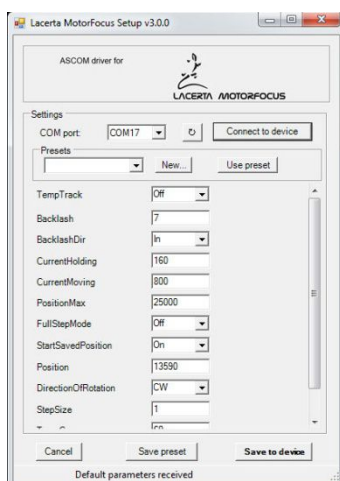 Lacerta MotorFocus Setup v3.0.0
ASCOM driver for
LACERTA MOTORFOCUS
Settings
COM port: COM17 ↻ Connect to device
Presets
New... Use preset
TempTrack Off
Backlash 7
BacklashDir In
CurrentHolding 160
CurrentMoving 800
PositionMax 25000
FullStepMode Off
StartSavedPosition On
Position 13590
DirectionOfRotation CW
StepSize 1
Cancel Save preset Save to device
Default parameters received